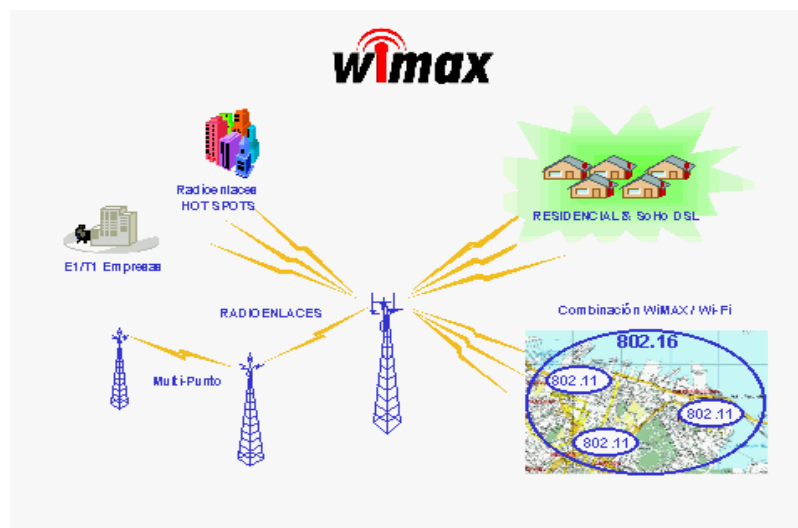 wimax
Radioenlaces
HOT SPOTS
RESIDENCIAL & SoHo DSL
E1/T1 Empresas
RADIOENLACES
Combinación WiMAX / Wi-Fi
802.16
802.11
802.11
802.11
Multi-Punto